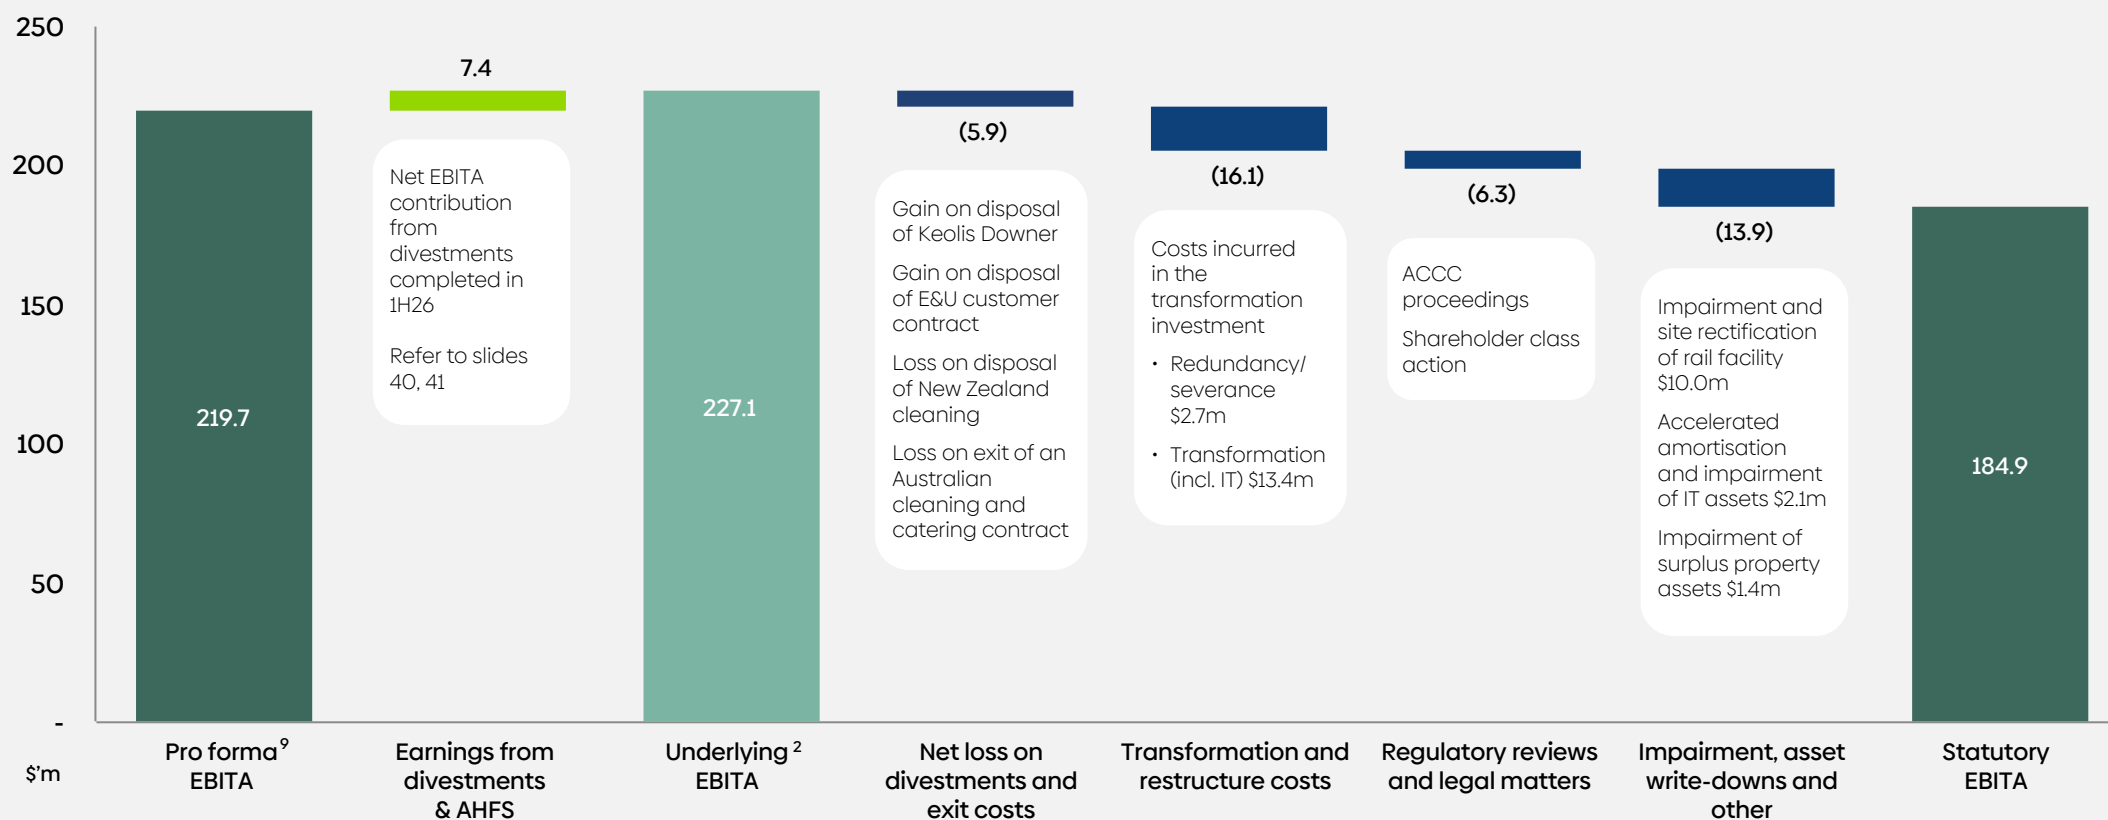 250
200
150
100
50
-
$'m
219.7
7.4
Net EBITA
contribution
from
divestments
completed in
1H26
Refer to slides
40, 41
227.1
(5.9)
Gain on disposal
of Keolis Downer
Gain on disposal
of E&U customer
contract
Loss on disposal
of New Zealand
cleaning
Loss on exit of an
Australian
cleaning and
catering contract
(16.1)
Costs incurred
in the
transformation
investment
• Redundancy/
severance
$2.7m
• Transformation
(incl. IT) $13.4m
(6.3)
ACCC
proceedings
Shareholder class
action
(13.9)
Impairment and
site rectification
of rail facility
$10.0m
Accelerated
amortisation
and impairment
of IT assets $2.1m
Impairment of
surplus property
assets $1.4m
184.9
Pro forma⁹
EBITA
Earnings from
divestments
& AHFS
Underlying²
EBITA
Net loss on
divestments and
exit costs
Transformation and
restructure costs
Regulatory reviews
and legal matters
Impairment, asset
write-downs and
other
Statutory
EBITA